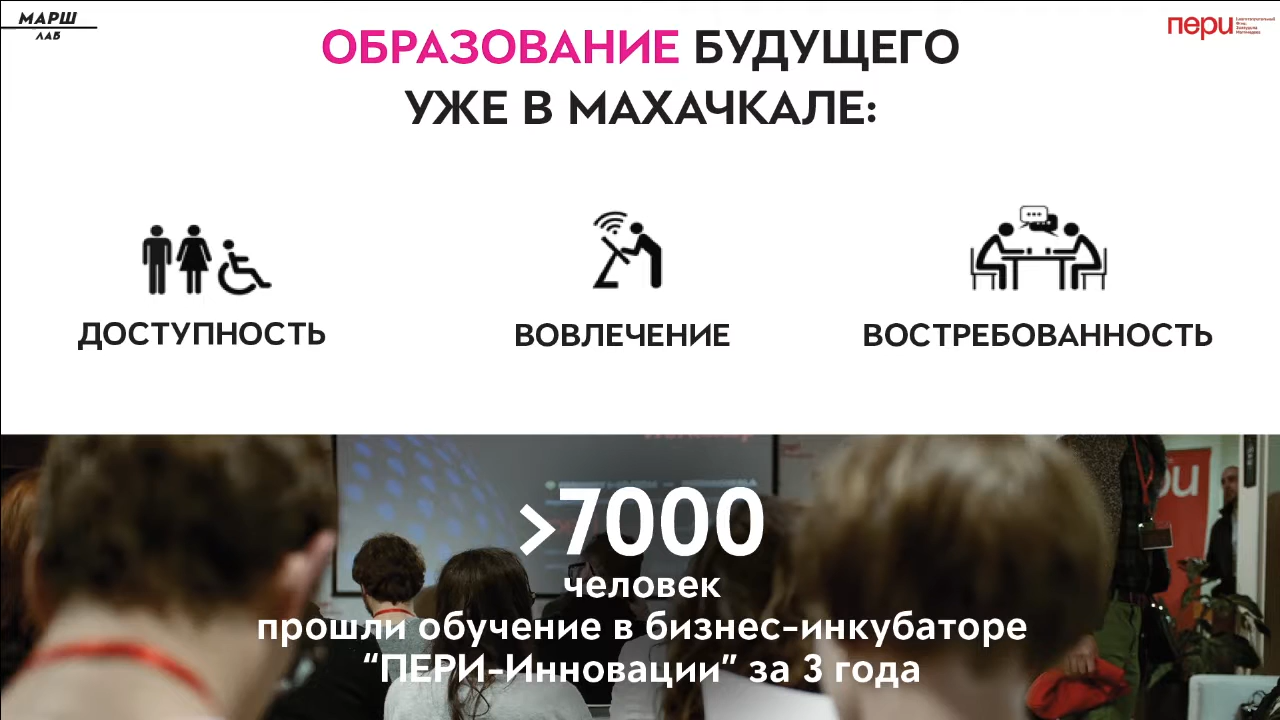 МАРШ
ЛАБ
пери
ОБРАЗОВАНИЕ БУДУЩЕГО
УЖЕ В МАХАЧКАЛЕ:
ДОСТУПНОСТЬ
ВОВЛЕЧЕНИЕ
ВОСТРЕБОВАННОСТЬ
>7000
человек
прошли обучение в бизнес-инкубаторе
“ПЕРИ-Инновации” за 3 года